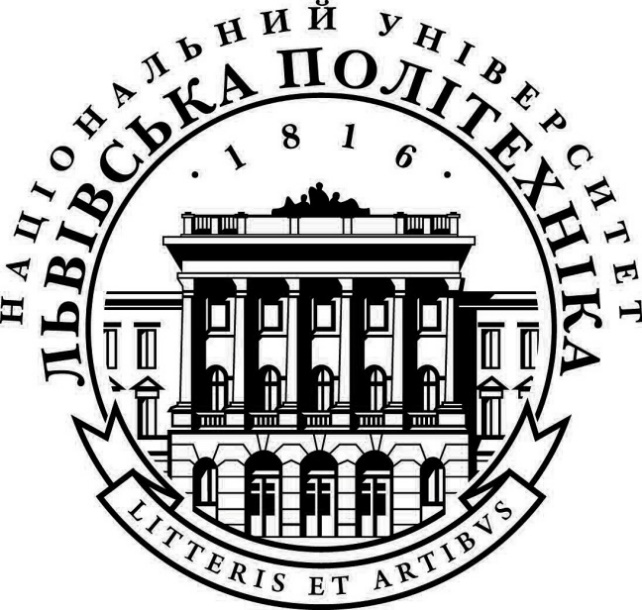 НАЦІОНАЛЬНИЙ УНІВЕРСИТЕТ
ЛЬВІВСЬКА ПОЛІТЕХНІКА
· 1816 ·
LITTERIS ET ARTIBVS